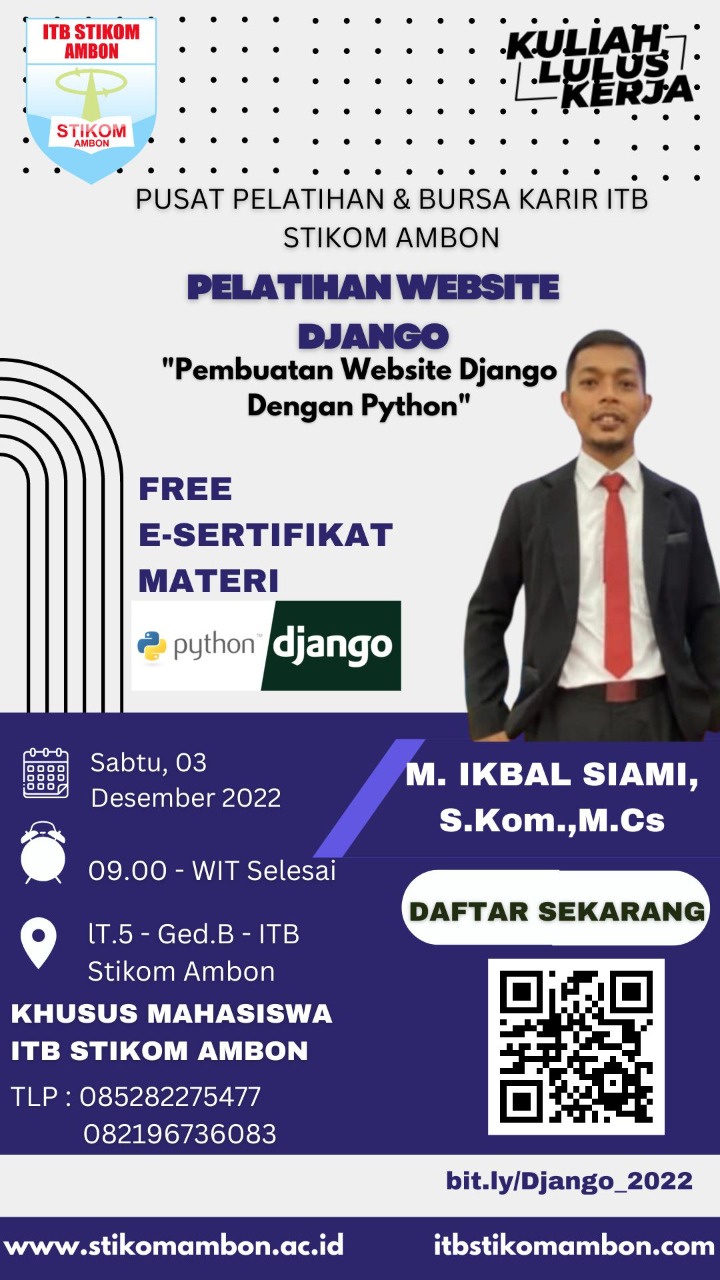 ITB STIKOM
AMBON
STIKOM
AMBON
KULIAH
LULUS
KERJA
PUSAT PELATIHAN & BURSA KARIR ITB
STIKOM AMBON
PELATIHAN WEBSITE
DJANGO
"Pembuatan Website Django
Dengan Python"
FREE
E-SERTIFIKAT
MATERI
python™ django
Sabtu, 03
Desember 2022
09.00 - WIT Selesai
lT.5 - Ged.B - ITB
Stikom Ambon
M. IKBAL SIAMI,
S.Kom.,M.Cs
DAFTAR SEKARANG
KHUSUS MAHASISWA
ITB STIKOM AMBON
TLP : 085282275477
082196736083
bit.ly/Django_2022
www.stikomambon.ac.id
itbstikomambon.com